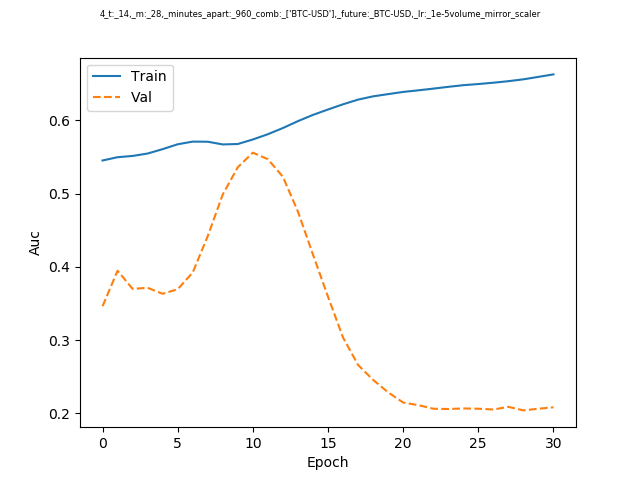 4_t:_14,_m:_28,_minutes_apart:_960_comb:_['BTC-USD'],_future:_BTC-USD,_lr:_1e-5volume_mirror_scaler
Train
Val
Auc
0.6
0.5
0.4
0.3
0.2
0 5 10 15 20 25 30
Epoch